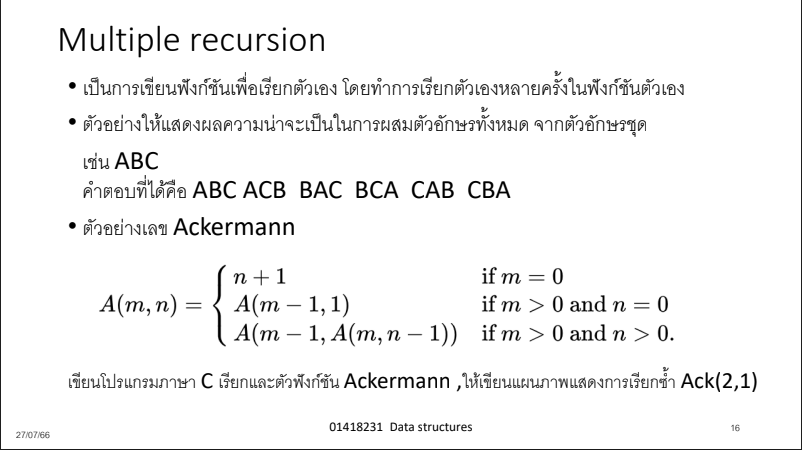 Multiple recursion
• เป็นการเขียนฟังก์ชันเพื่อเรียกตัวเอง โดยทำการเรียกตัวเองหลายครั้งในฟังก์ชันตัวเอง
• ตัวอย่างให้แสดงผลความน่าจะเป็นในการผสมตัวอักษรทั้งหมด จากตัวอักษรชุด
เช่น ABC
คำตอบที่ได้คือ ABC ACB BAC BCA CAB CBA
• ตัวอย่างเลข Ackermann
A(m, n) = { n + 1 if m = 0
A(m − 1, 1) if m > 0 and n = 0
A(m − 1, A(m, n − 1)) if m > 0 and n > 0.
เขียนโปรแกรมภาษา C เรียกและตัวฟังก์ชัน Ackermann ,ให้เขียนแผนภาพแสดงการเรียกซ้ำ Ack(2,1)
27/07/66 01418231 Data structures 16